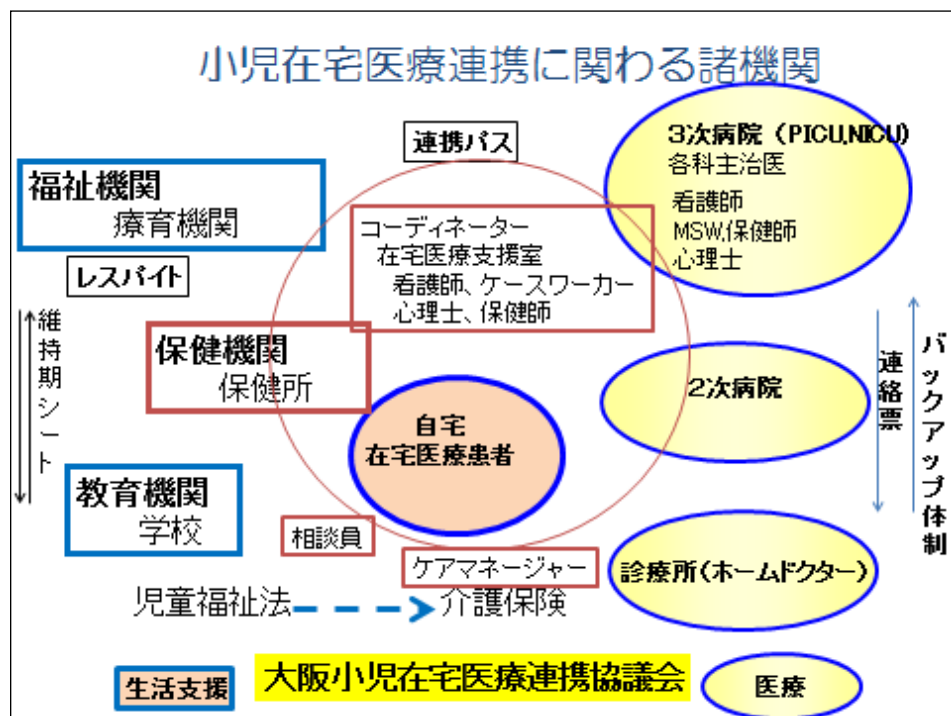 小児在宅医療連携に関わる諸機関
連携パス
3次病院（PICU,NICU)
各科主治医
看護師
MSW,保健師
心理士
福祉機関
療育機関
コーディネーター
在宅医療支援室
看護師、ケースワーカー
心理士、保健師
レスパイト
維持期シート
保健機関
保健所
自宅
在宅医療患者
2次病院
連絡票
バックアップ体制
教育機関
学校
相談員
ケアマネージャー
診療所(ホームドクター)
児童福祉法
介護保険
生活支援
大阪小児在宅医療連携協議会
医療